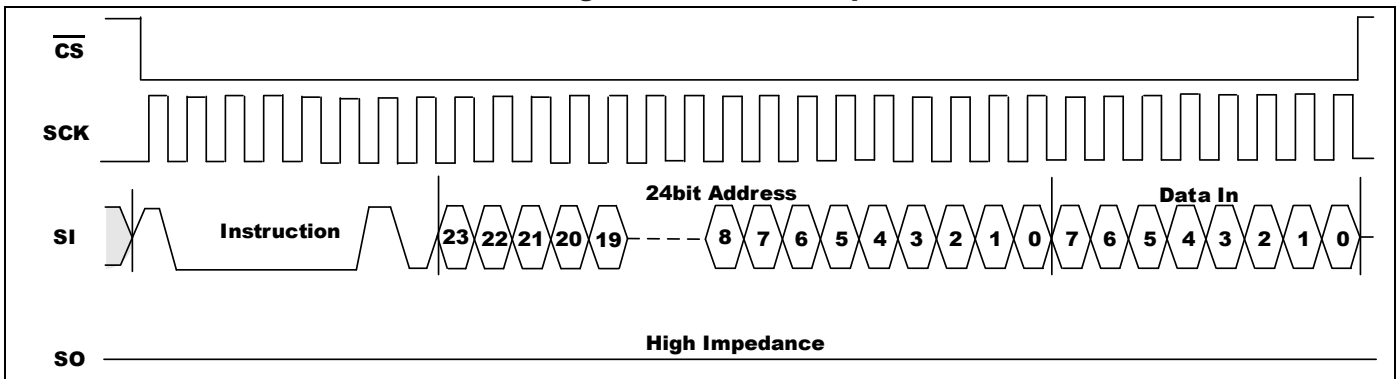 CS
SCK
24bit Address
Data In
SI
Instruction
23 22 21 20 19 8 7 6 5 4 3 2 1 0 7 6 5 4 3 2 1 0
High Impedance
SO